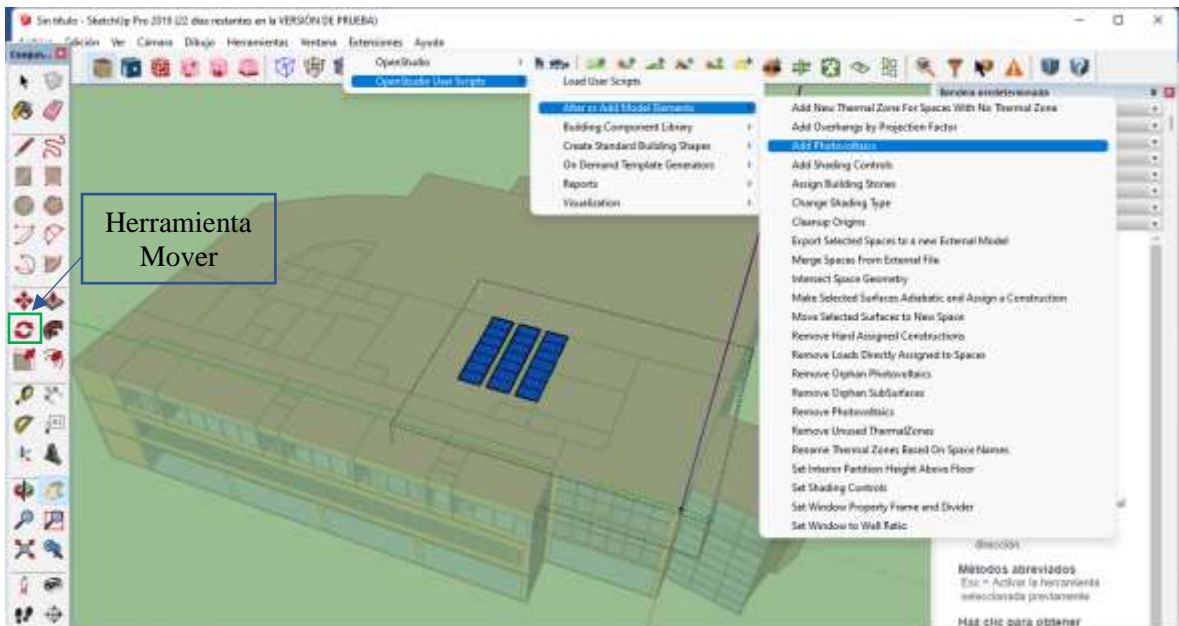 Sin título - SketchUp Pro 2019 (22 días restantes en la VERSIÓN DE PRUEBA)
Edición Ver Cámara Dibujo Herramientas Ventana Extensiones Ayuda
Conjun...
OpenStudio
OpenStudio User Scripts
Load User Scripts
Alter or Add Model Elements
Building Component Library
Create Standard Building Shapes
On Demand Template Generators
Reports
Visualization
Bandeja predeterminada
Add New Thermal Zone For Spaces With No Thermal Zone
Add Overhangs by Projection Factor
Add Photovoltaics
Add Shading Controls
Assign Building Stories
Change Shading Type
Cleanup Origins
Export Selected Spaces to a new External Model
Merge Spaces From External File
Intersect Space Geometry
Make Selected Surfaces Adiabatic and Assign a Construction
Move Selected Surfaces to New Space
Remove Hard Assigned Constructions
Remove Loads Directly Assigned to Spaces
Remove Orphan Photovoltaics
Remove Orphan SubSurfaces
Remove Photovoltaics
Remove Unused ThermalZones
Rename Thermal Zones Based On Space Names
Set Interior Partition Height Above Floor
Set Shading Controls
Set Window Property Frame and Divider
Set Window to Wall Ratio
Herramienta
Mover
dirección
Métodos abreviados
Esc = Activar la herramienta
seleccionada previamente
Haz clic para obtener